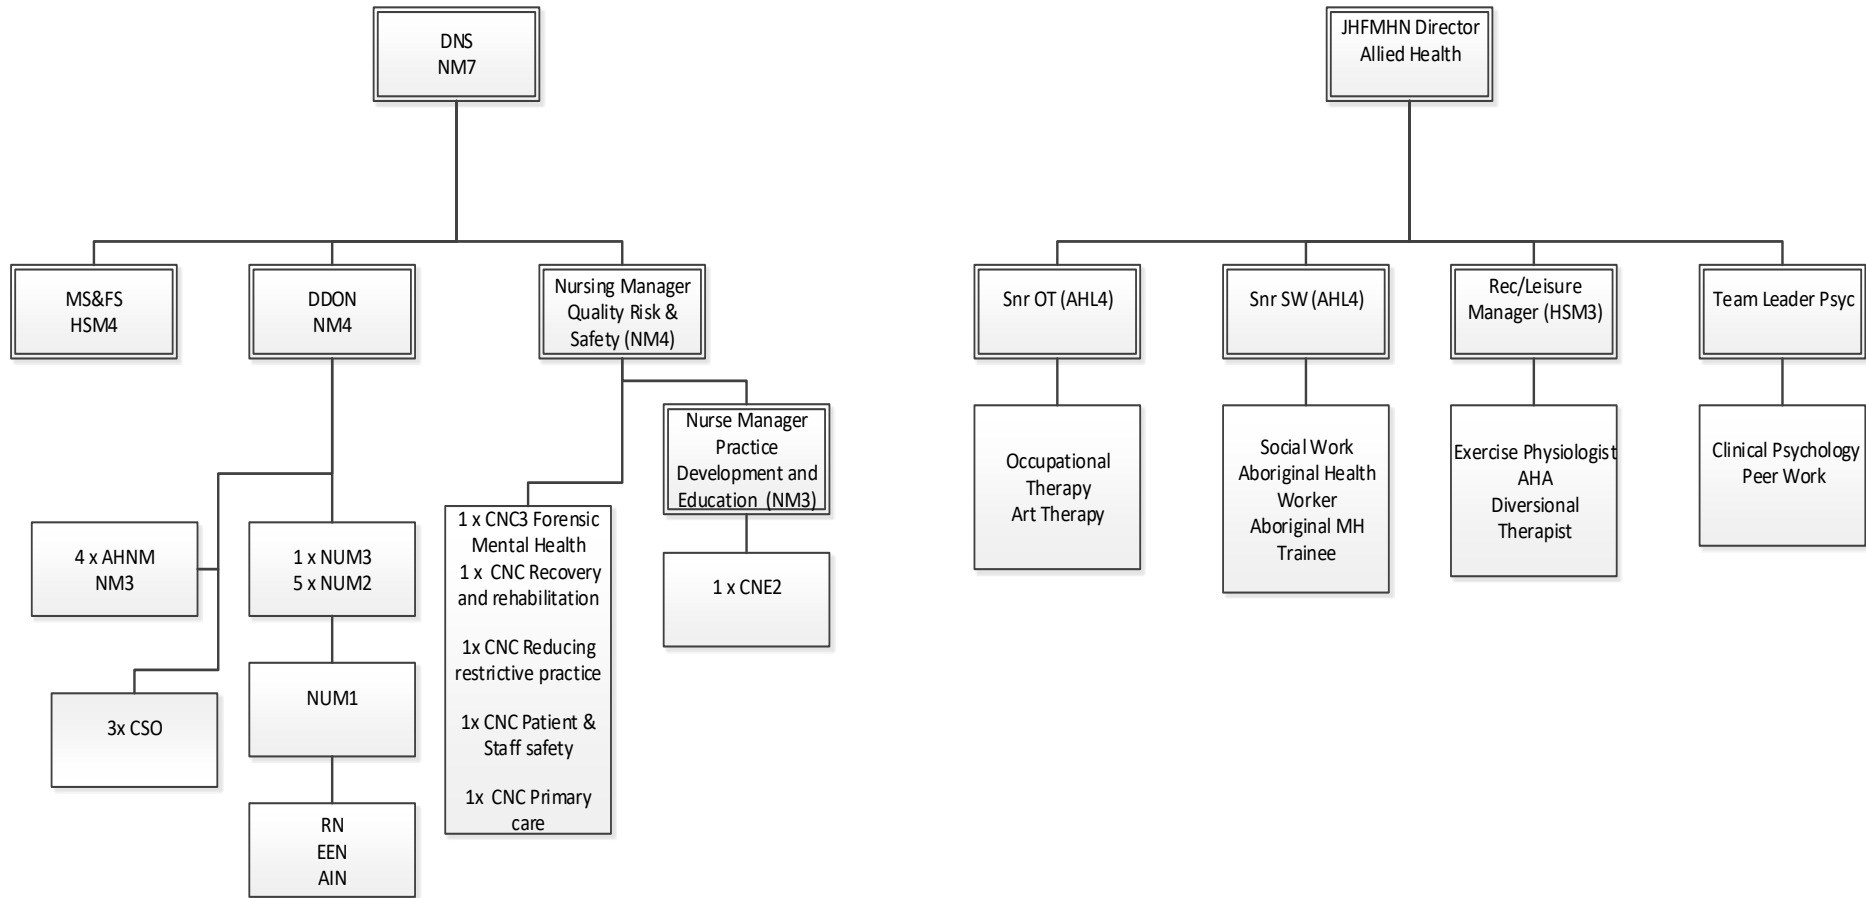 DNS
NM7
JHFMHN Director
Allied Health
MS&FS
HSM4
DDON
NM4
Nursing Manager
Quality Risk &
Safety (NM4)
Snr OT (AHL4)
Snr SW (AHL4)
Rec/Leisure
Manager (HSM3)
Team Leader Psyc
Nurse Manager
Practice
Development and
Education (NM3)
Occupational
Therapy
Art Therapy
Social Work
Aboriginal Health
Worker
Aboriginal MH
Trainee
Exercise Physiologist
AHA
Diversional
Therapist
Clinical Psychology
Peer Work
4 x AHNM
NM3
1 x NUM3
5 x NUM2
1 x CNC3 Forensic
Mental Health
1 x CNC Recovery
and rehabilitation
1x CNC Reducing
restrictive practice
1x CNC Patient &
Staff safety
1x CNC Primary
care
1 x CNE2
3x CSO
NUM1
RN
EEN
AIN